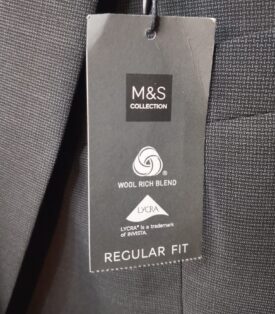 M&S
COLLECTION
WOOL RICH BLEND
LYCRA
LYCRA® is a trademark
of INVISTA.
REGULAR FIT